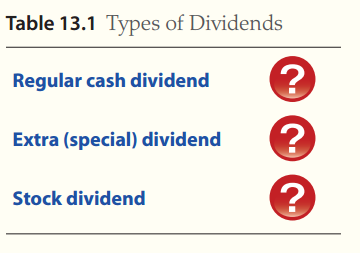 Table 13.1 Types of Dividends
Regular cash dividend ?
Extra (special) dividend ?
Stock dividend ?